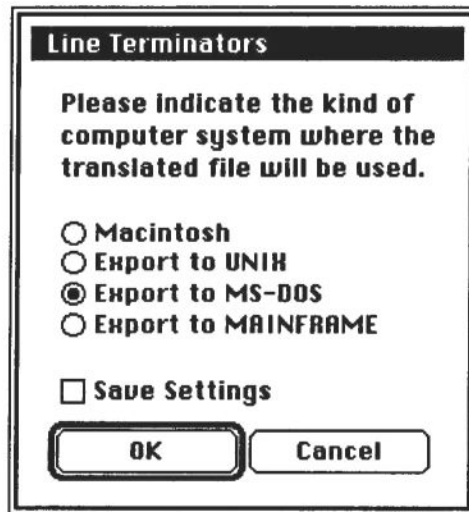 Line Terminators
Please indicate the kind of
computer system where the
translated file will be used.
Macintosh
Export to UNIX
Export to MS-DOS
Export to MAINFRAME
Save Settings
OK
Cancel